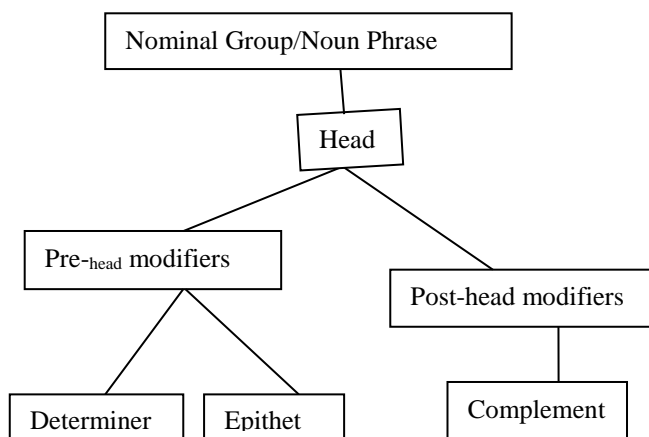 Nominal Group/Noun Phrase
Head
Pre-head modifiers
Post-head modifiers
Determiner
Epithet
Complement